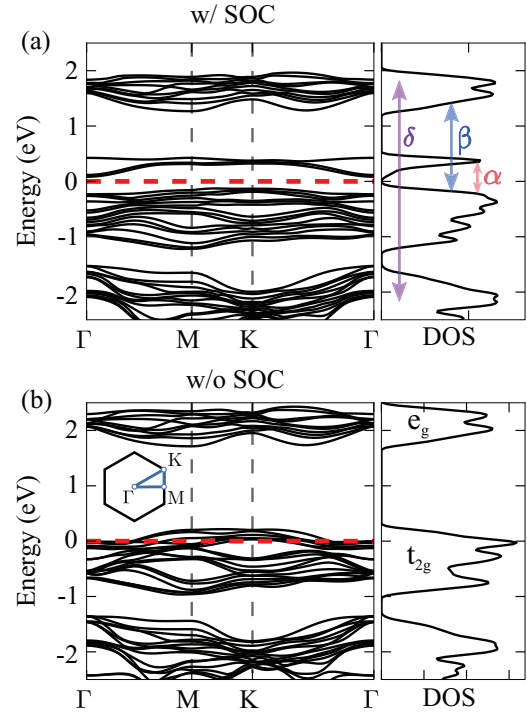 w/ SOC
(a)
2
1
0
-1
-2
Energy (eV)
Γ
M
K
Γ
δ
β
α
DOS
w/o SOC
(b)
2
1
0
-1
-2
Energy (eV)
K
Γ
M
Γ
M
K
Γ
e_g
t_2g
DOS